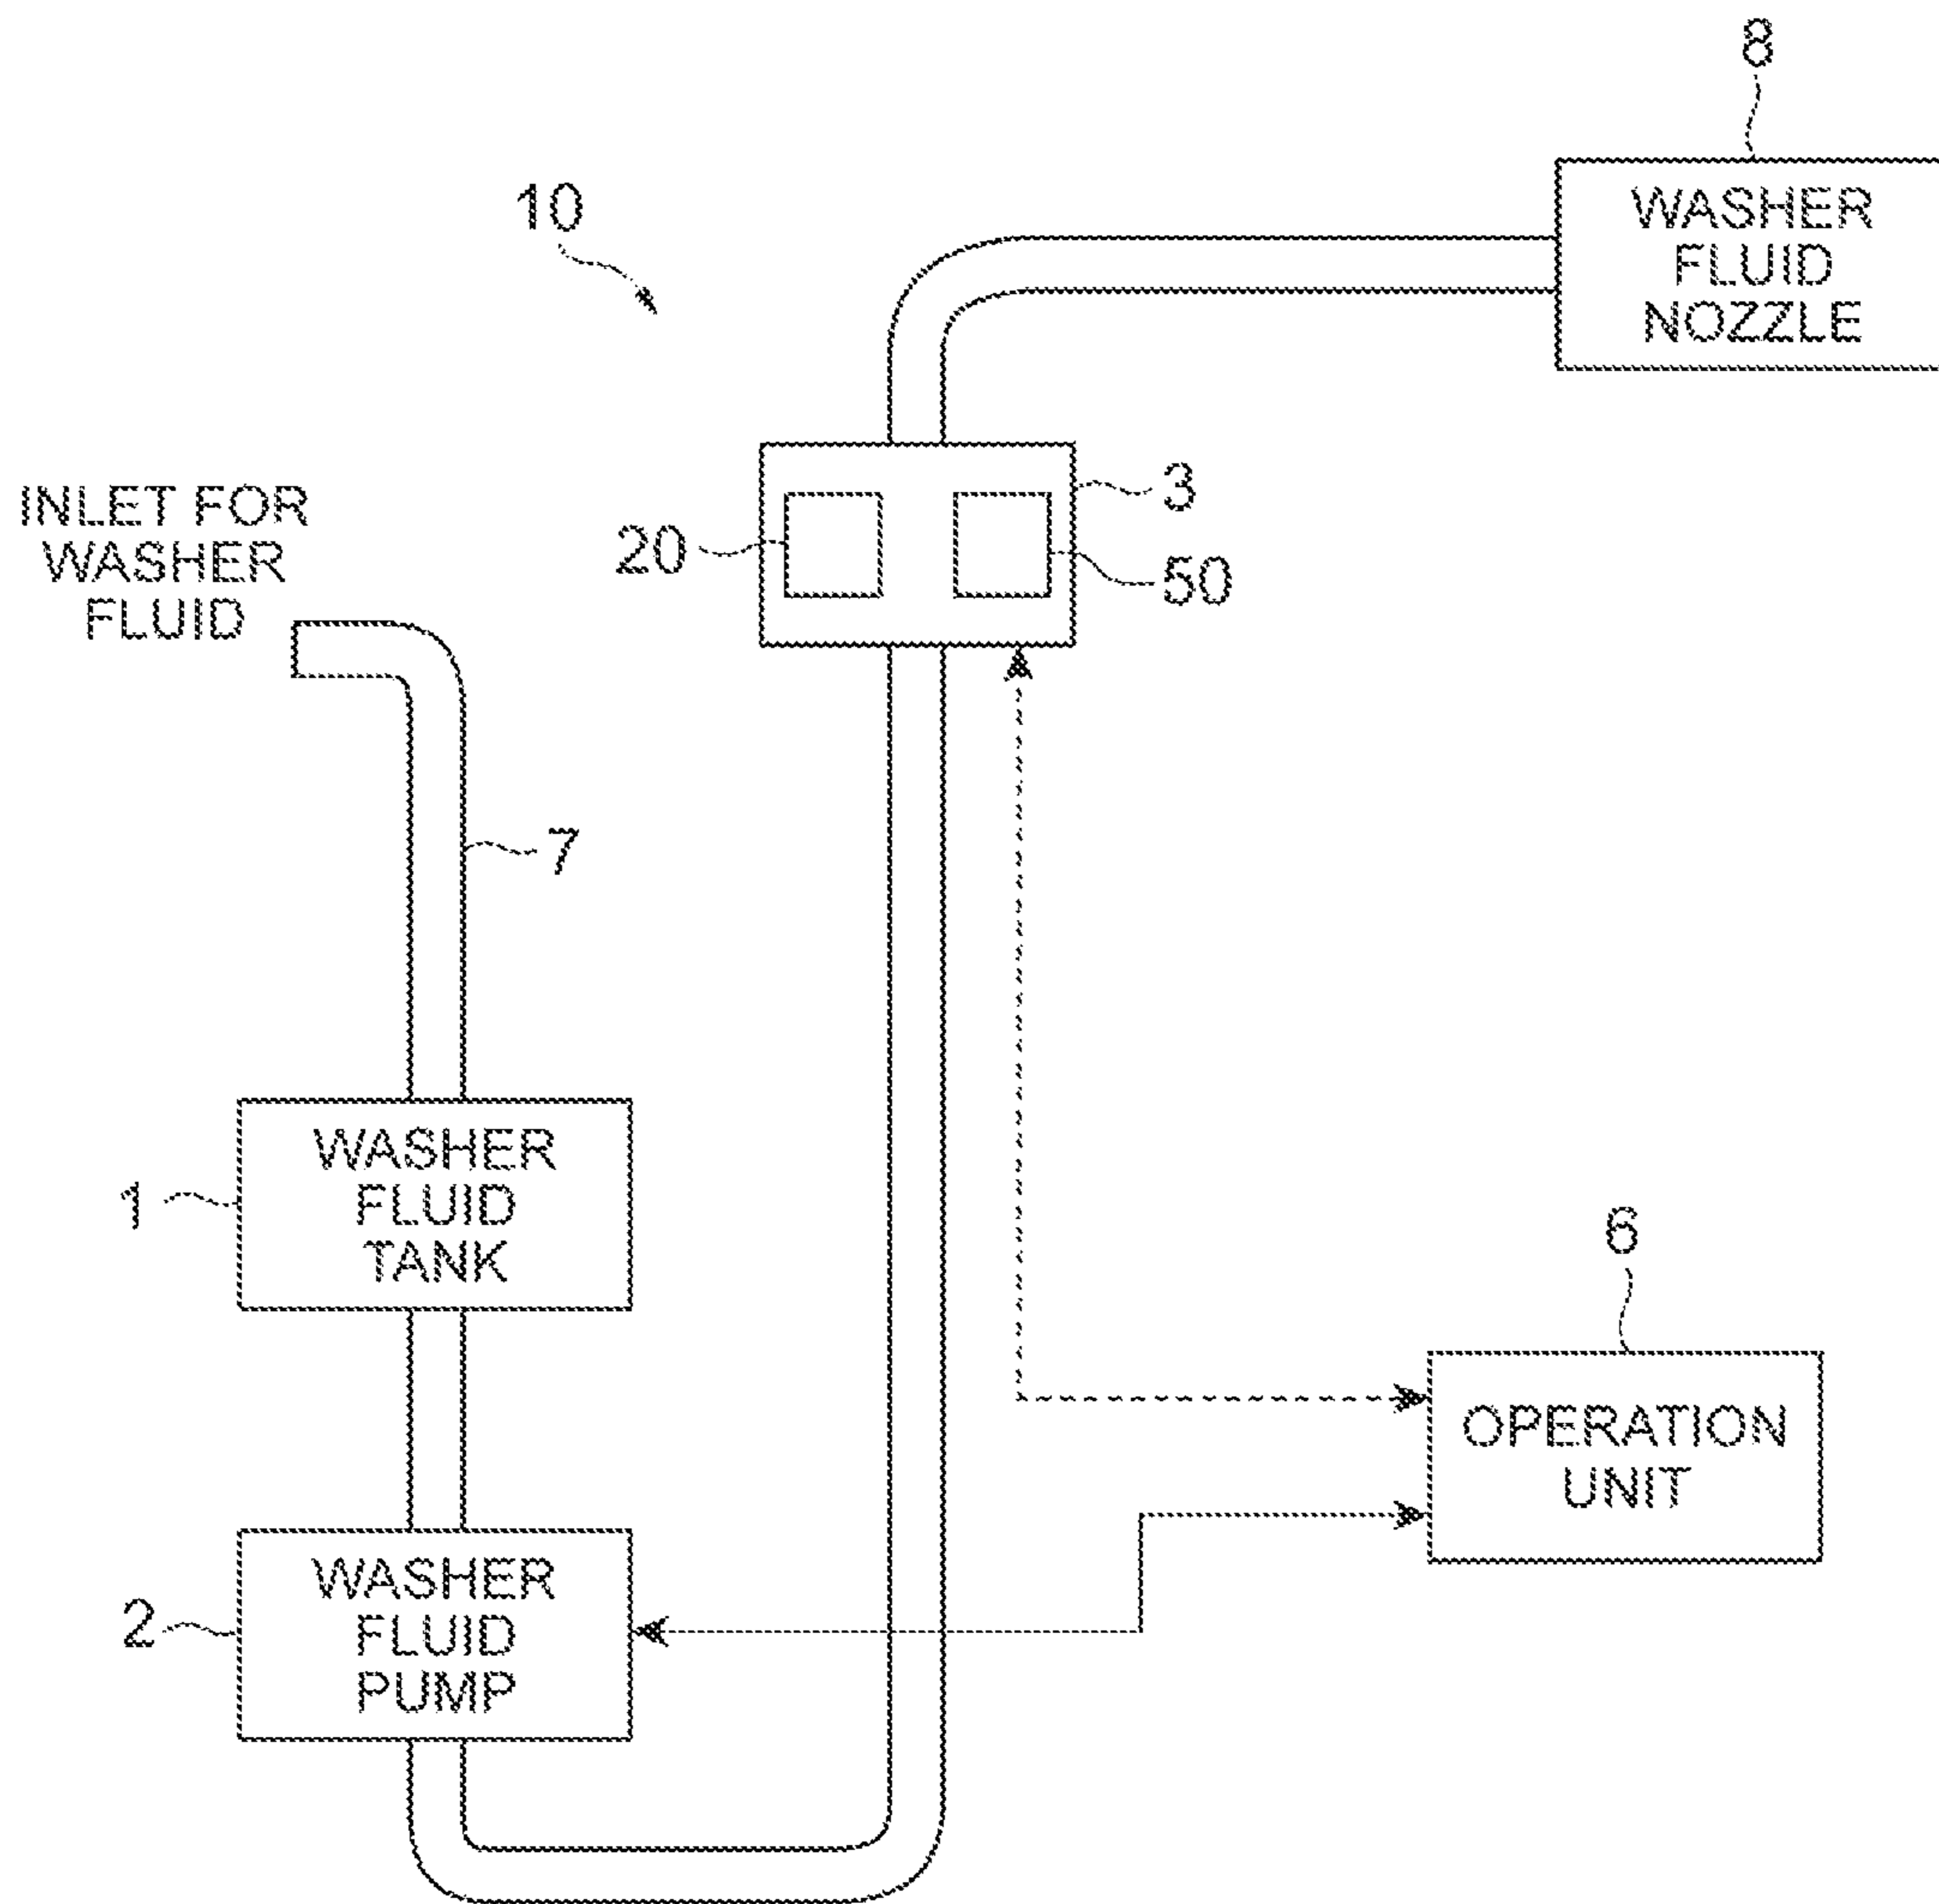 8
WASHER
FLUID
NOZZLE
10
INLET FOR
WASHER
FLUID
3
20
50
7
1
WASHER
FLUID
TANK
6
OPERATION
UNIT
2
WASHER
FLUID
PUMP